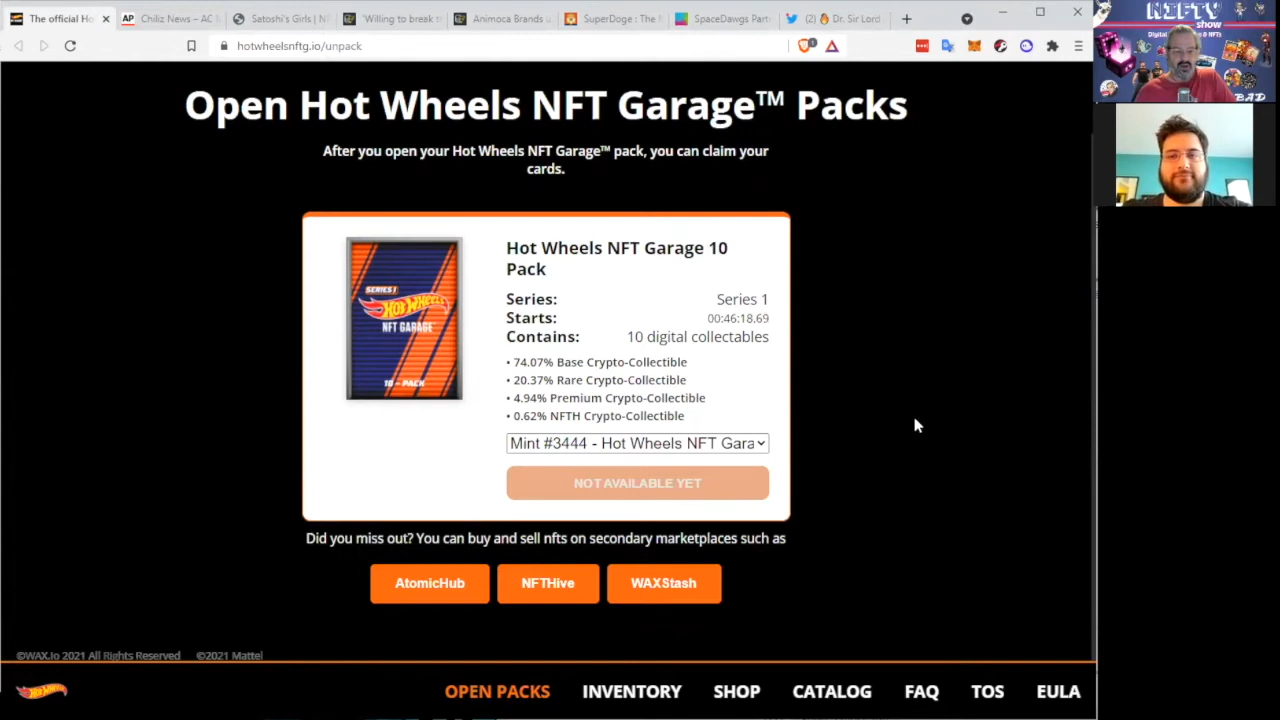 The official Ho
Chiliz News – AC
Satoshi's Girls | N
'Willing to break t
Animoca Brands
SuperDoge : The
SpaceDawgs Part
(2) 🔥 Dr. Sir Lord
hotwheelsnftg.io/unpack
NIFTY
show
Digital
& NFTs
BAD
Open Hot Wheels NFT Garage™ Packs
After you open your Hot Wheels NFT Garage™ pack, you can claim your
cards.
SERIES 1
HOT WHEELS
NFT GARAGE
10 - PACK
Hot Wheels NFT Garage 10
Pack
Series: Series 1
Starts: 00:46:18.69
Contains: 10 digital collectables
• 74.07% Base Crypto-Collectible
• 20.37% Rare Crypto-Collectible
• 4.94% Premium Crypto-Collectible
• 0.62% NFTH Crypto-Collectible
Mint #3444 - Hot Wheels NFT Gara
NOT AVAILABLE YET
Did you miss out? You can buy and sell nfts on secondary marketplaces such as
AtomicHub NFTHive WAXStash
©WAX.Io 2021 All Rights Reserved ©2021 Mattel
HOT WHEELS OPEN PACKS INVENTORY SHOP CATALOG FAQ TOS EULA